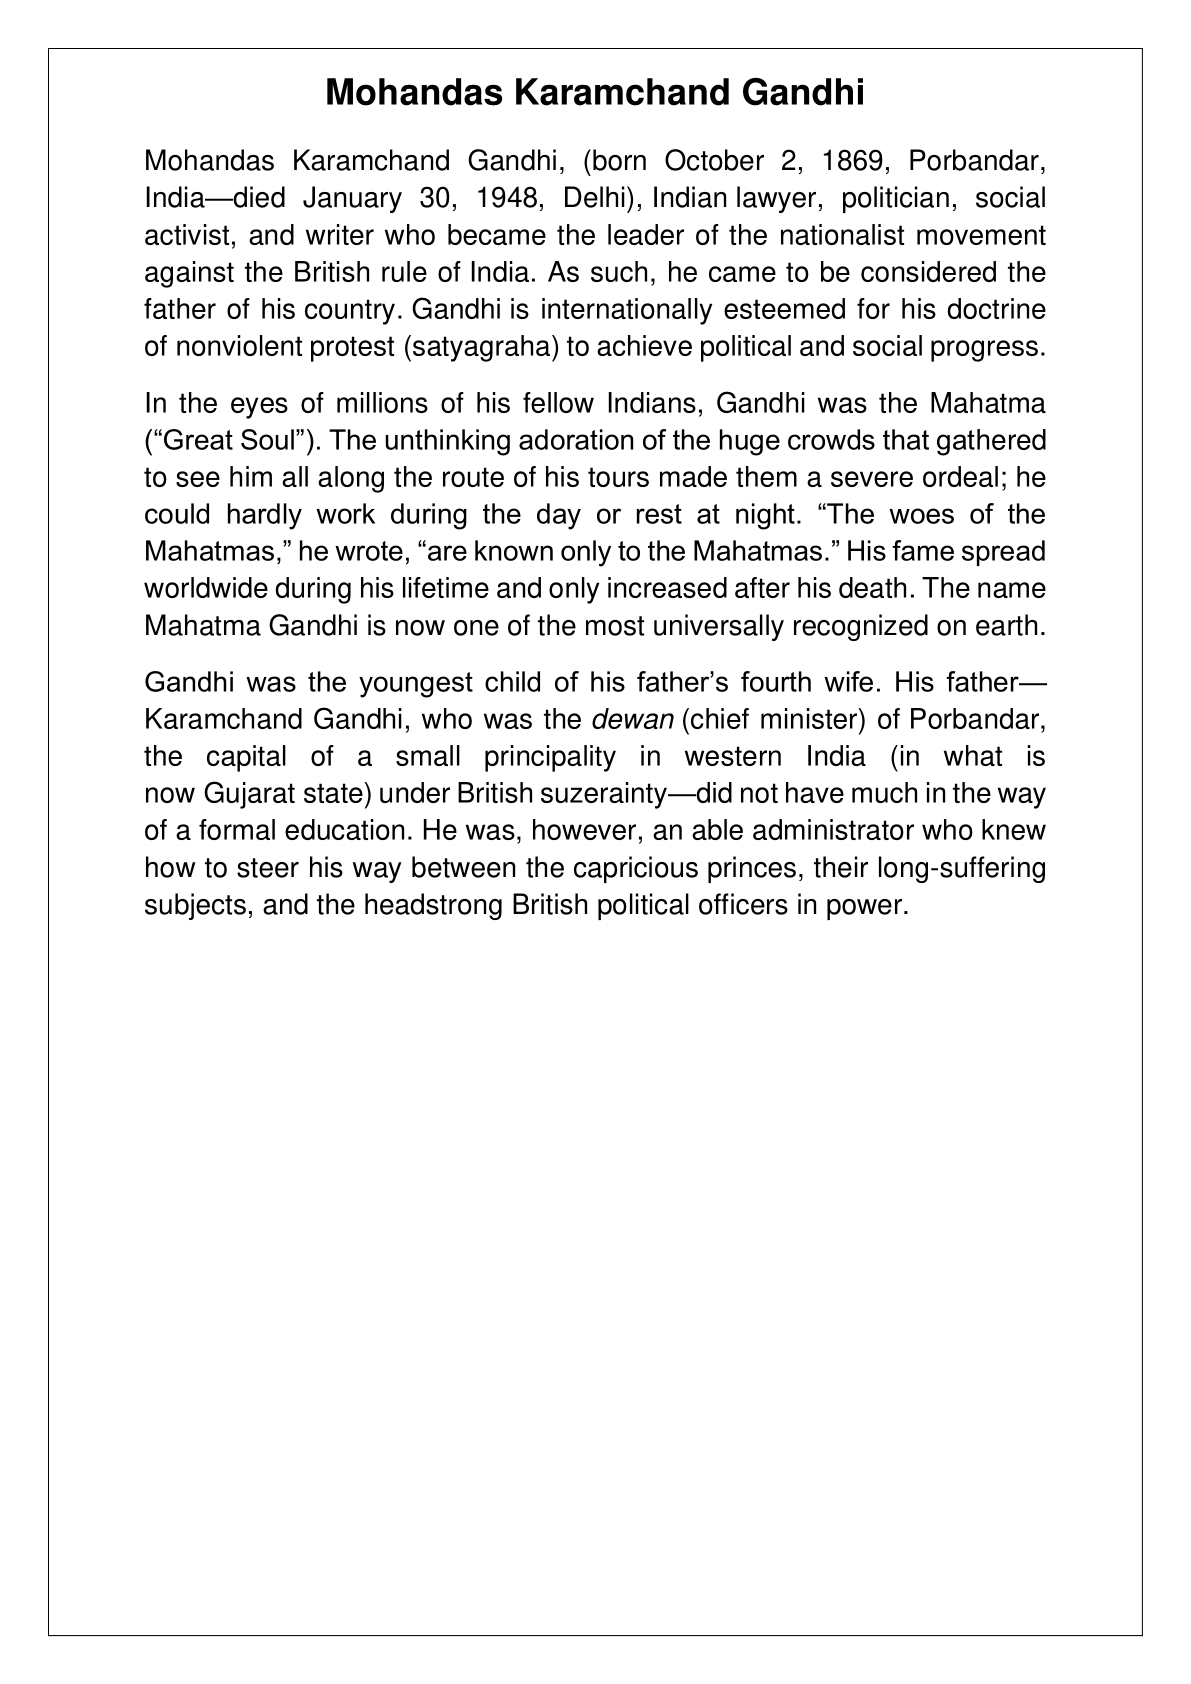 Mohandas Karamchand Gandhi
Mohandas Karamchand Gandhi, (born October 2, 1869, Porbandar,
India—died January 30, 1948, Delhi), Indian lawyer, politician, social
activist, and writer who became the leader of the nationalist movement
against the British rule of India. As such, he came to be considered the
father of his country. Gandhi is internationally esteemed for his doctrine
of nonviolent protest (satyagraha) to achieve political and social progress.
In the eyes of millions of his fellow Indians, Gandhi was the Mahatma
(“Great Soul”). The unthinking adoration of the huge crowds that gathered
to see him all along the route of his tours made them a severe ordeal; he
could hardly work during the day or rest at night. “The woes of the
Mahatmas,” he wrote, “are known only to the Mahatmas.” His fame spread
worldwide during his lifetime and only increased after his death. The name
Mahatma Gandhi is now one of the most universally recognized on earth.
Gandhi was the youngest child of his father’s fourth wife. His father—
Karamchand Gandhi, who was the dewan (chief minister) of Porbandar,
the capital of a small principality in western India (in what is
now Gujarat state) under British suzerainty—did not have much in the way
of a formal education. He was, however, an able administrator who knew
how to steer his way between the capricious princes, their long-suffering
subjects, and the headstrong British political officers in power.